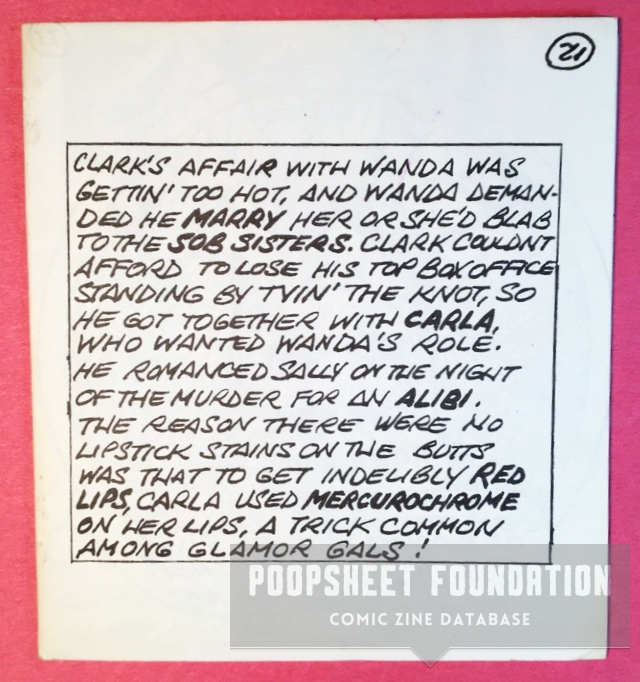 21
CLARK'S AFFAIR WITH WANDA WAS
GETTIN' TOO HOT, AND WANDA DEMAN-
DED HE MARRY HER OR SHE'D BLAB
TO THE SOB SISTERS. CLARK COULDNT
AFFORD TO LOSE HIS TOP BOX OFFICE
STANDING BY TYIN' THE KNOT, SO
HE GOT TOGETHER WITH CARLA,
WHO WANTED WANDA'S ROLE.
HE ROMANCED SALLY ON THE NIGHT
OF THE MURDER FOR AN ALIBI.
THE REASON THERE WERE NO
LIPSTICK STAINS ON THE BUTTS
WAS THAT TO GET INDELIBLY RED
LIPS, CARLA USED MERCUROCHROME
ON HER LIPS, A TRICK COMMON
AMONG GLAMOR GALS!
POOPSHEET FOUNDATION
COMIC ZINE DATABASE